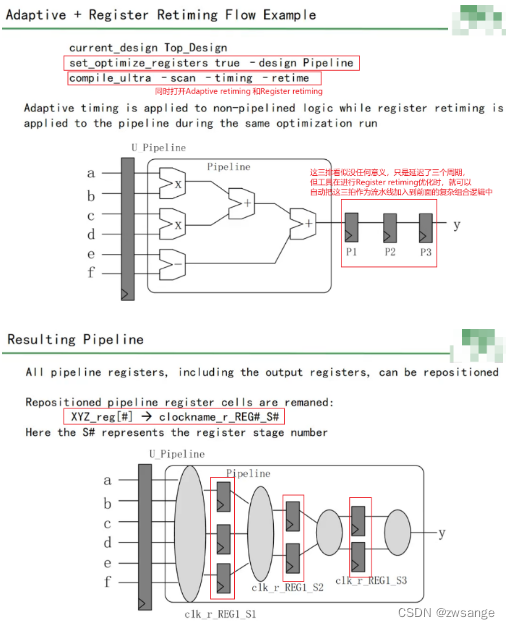 Adaptive + Register Retiming Flow Example
current_design Top_Design
set_optimize_registers true -design Pipeline
compile_ultra -scan -timing -retime
同时打开Adaptive retiming 和Register retiming
Adaptive timing is applied to non-pipelined logic while register retiming is
applied to the pipeline during the same optimization run
U_Pipeline
Pipeline
这三排看似没任何意义，只是延迟了三个周期，
但工具在进行Register retiming优化时，就可以
自动把这三拍作为流水线加入到前面的复杂组合逻辑中
a
b
c
d
e
f
X
X
-
+
+
P1
P2
P3
y
Resulting Pipeline
All pipeline registers, including the output registers, can be repositioned
Repositioned pipeline register cells are remaned:
XYZ_reg[#] → clockname_r_REG#_S#
Here the S# represents the register stage number
U_Pipeline
Pipeline
a
b
c
d
e
f
y
clk_r_REG1_S1
clk_r_REG1_S2
clk_r_REG1_S3
CSDN @zwsange